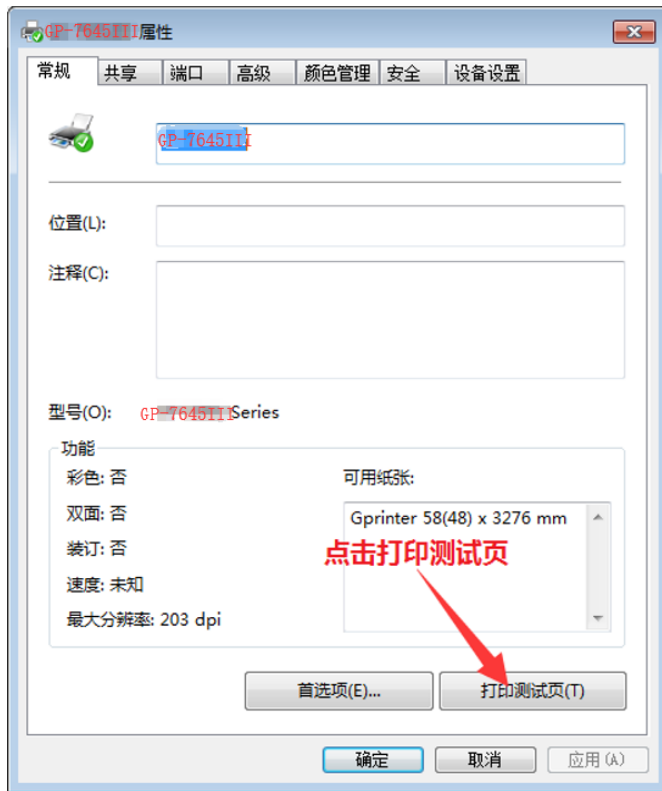 GP-7645III属性
常规 共享 端口 高级 颜色管理 安全 设备设置
GP-7645III
位置(L):
注释(C):
型号(O): GP-7645III Series
功能
彩色: 否 可用纸张:
双面: 否 Gprinter 58(48) x 3276 mm
装订: 否 点击打印测试页
速度: 未知
最大分辨率: 203 dpi
首选项(E)... 打印测试页(T)
确定 取消 应用(A)